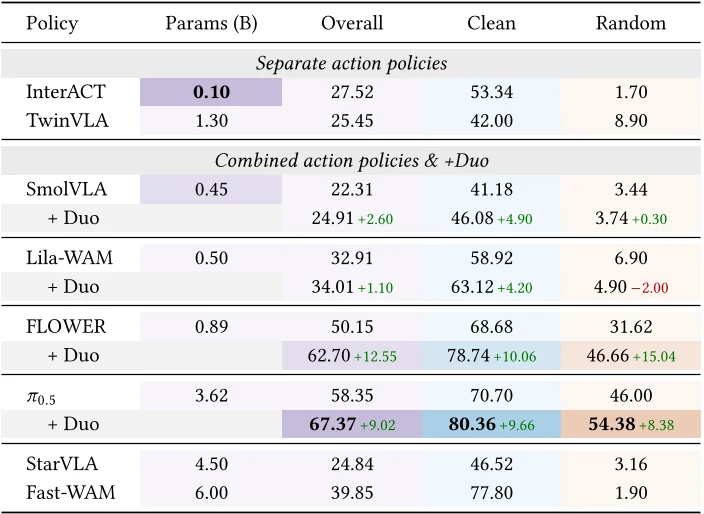 Policy Params (B) Overall Clean Random
Separate action policies
InterACT 0.10 27.52 53.34 1.70
TwinVLA 1.30 25.45 42.00 8.90
Combined action policies & +Duo
SmolVLA 0.45 22.31 41.18 3.44
+ Duo 24.91 +2.60 46.08 +4.90 3.74 +0.30
Lila-WAM 0.50 32.91 58.92 6.90
+ Duo 34.01 +1.10 63.12 +4.20 4.90 −2.00
FLOWER 0.89 50.15 68.68 31.62
+ Duo 62.70 +12.55 78.74 +10.06 46.66 +15.04
π0.5 3.62 58.35 70.70 46.00
+ Duo 67.37 +9.02 80.36 +9.66 54.38 +8.38
StarVLA 4.50 24.84 46.52 3.16
Fast-WAM 6.00 39.85 77.80 1.90